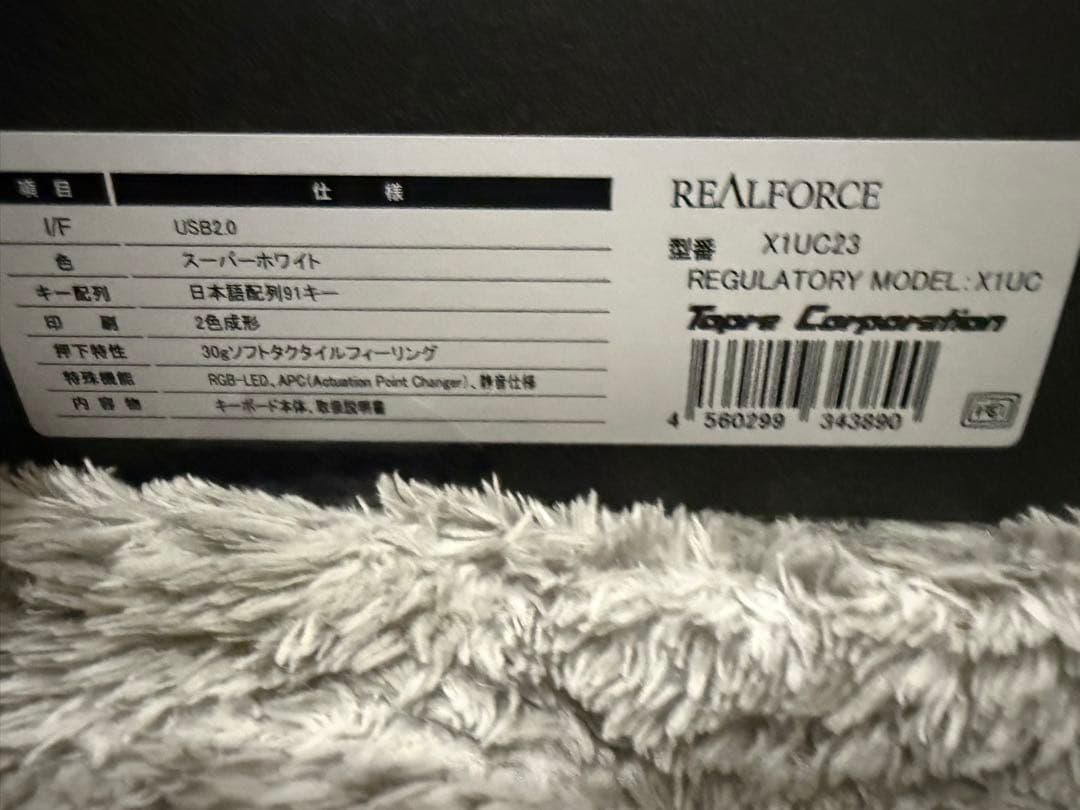 項目 仕様
I/F USB2.0
色 スーパーホワイト
キー配列 日本語配列91キー
印刷 2色成形
押下特性 30gソフトタクタイルフィーリング
特殊機能 RGB-LED、APC(Actuation Point Changer)、静音仕様
内容物 キーボード本体、取扱説明書
REALFORCE
型番 X1UC23
REGULATORY MODEL:X1UC
Topre Corporation
4 560299 343890